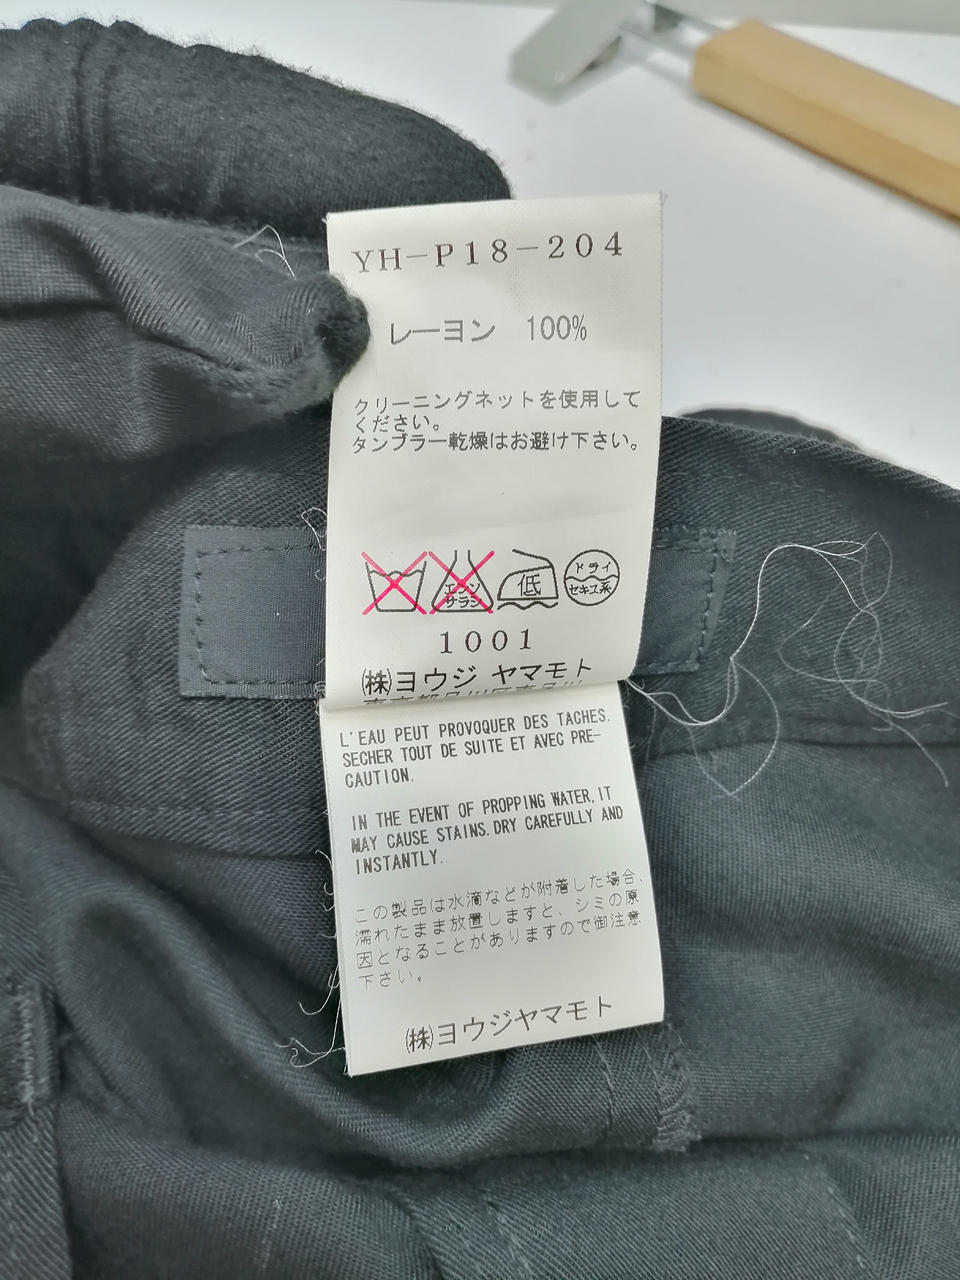 YH-P18-204
レーヨン 100%
クリーニングネットを使用して
ください。
タンブラー乾燥はお避け下さい。
エンソ
サラシ
低
ドライ
セキユ系
1001
㈱ヨウジ ヤマモト
L'EAU PEUT PROVOQUER DES TACHES.
SECHER TOUT DE SUITE ET AVEC PRE-
CAUTION.
IN THE EVENT OF PROPPING WATER, IT
MAY CAUSE STAINS. DRY CAREFULLY AND
INSTANTLY.
この製品は水滴などが附着した場合、
濡れたまま放置しますと、シミの原
因となることがありますので御注意
下さい。
㈱ヨウジヤマモト